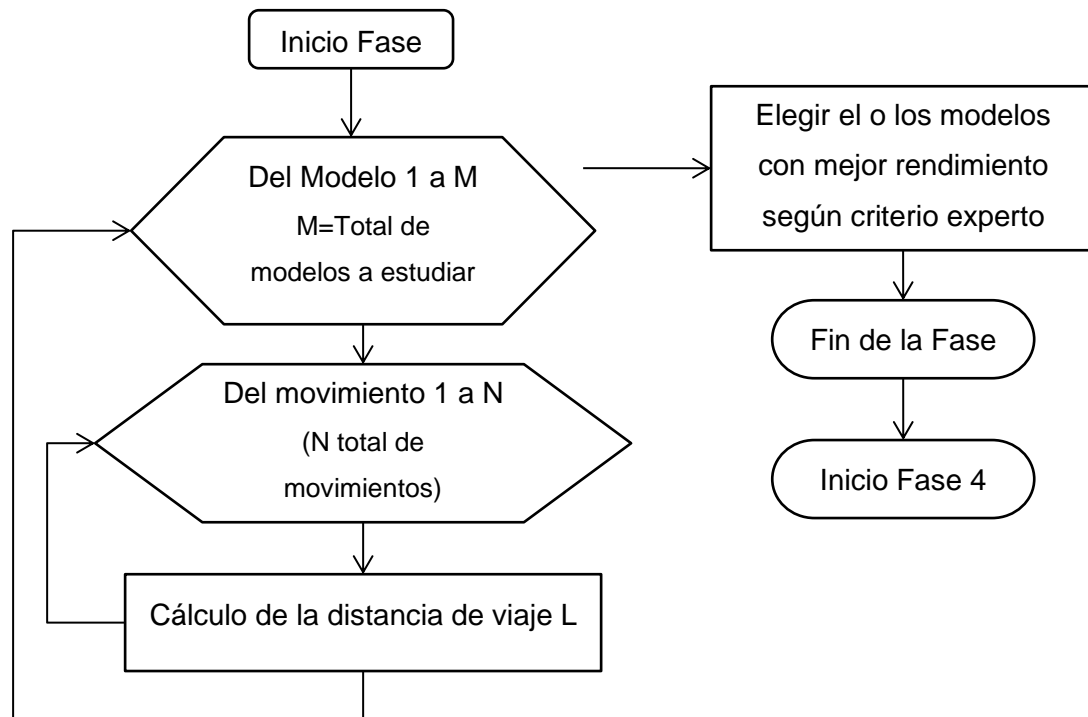 Inicio Fase
Del Modelo 1 a M
M=Total de
modelos a estudiar
Del movimiento 1 a N
(N total de
movimientos)
Cálculo de la distancia de viaje L
Elegir el o los modelos
con mejor rendimiento
según criterio experto
Fin de la Fase
Inicio Fase 4